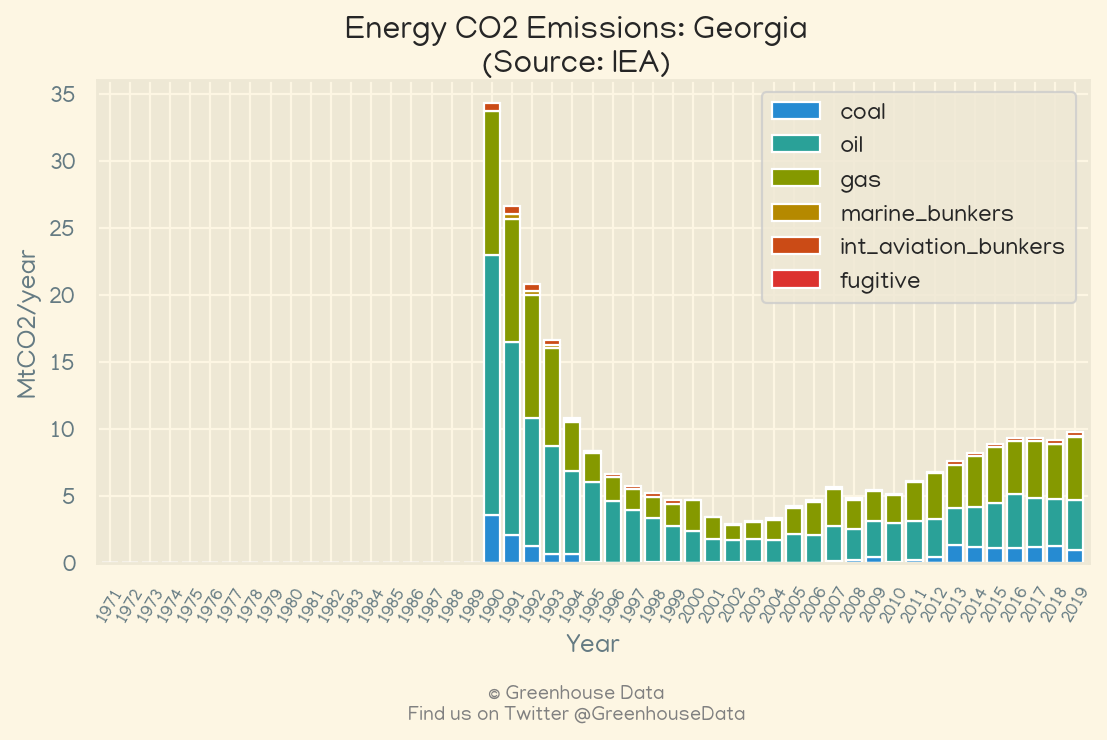 Energy CO2 Emissions: Georgia
(Source: IEA)
MtCO2/year
35
30
25
20
15
10
5
0
coal
oil
gas
marine_bunkers
int_aviation_bunkers
fugitive
1971 1972 1973 1974 1975 1976 1977 1978 1979 1980 1981 1982 1983 1984 1985 1986 1987 1988 1989 1990 1991 1992 1993 1994 1995 1996 1997 1998 1999 2000 2001 2002 2003 2004 2005 2006 2007 2008 2009 2010 2011 2012 2013 2014 2015 2016 2017 2018 2019
Year
© Greenhouse Data
Find us on Twitter @GreenhouseData